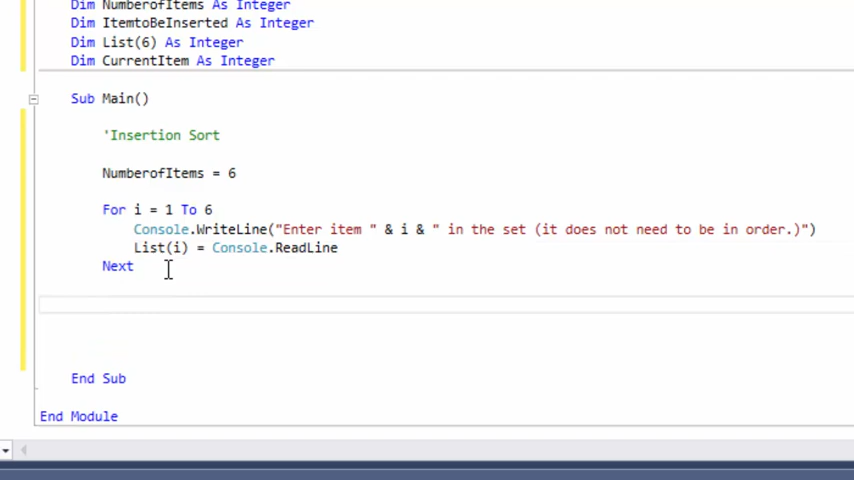 Dim NumberofItems As Integer
Dim ItemtoBeInserted As Integer
Dim List(6) As Integer
Dim CurrentItem As Integer
Sub Main()
'Insertion Sort
NumberofItems = 6
For i = 1 To 6
Console.WriteLine("Enter item " & i & " in the set (it does not need to be in order.)")
List(i) = Console.ReadLine
Next
End Sub
End Module